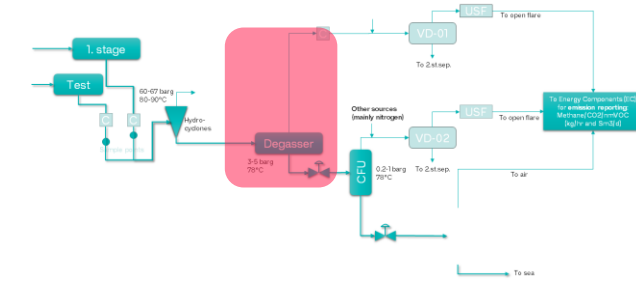 1. stage
Test
C
C
60-67 barg
80-90°C
Hydro-
cyclones
Degasser
3-5 barg
78°C
C
VD-01
To 2.st.sep.
USF
To open flare
Other sources
(mainly nitrogen)
CFU
0.2-1 barg
78°C
VD-02
To 2.st.sep.
USF
To open flare
To Energy Components (EC)
for emission reporting:
Methane/CO2/nmVOC
(kg/hr and Sm3/d)
To air
To sea